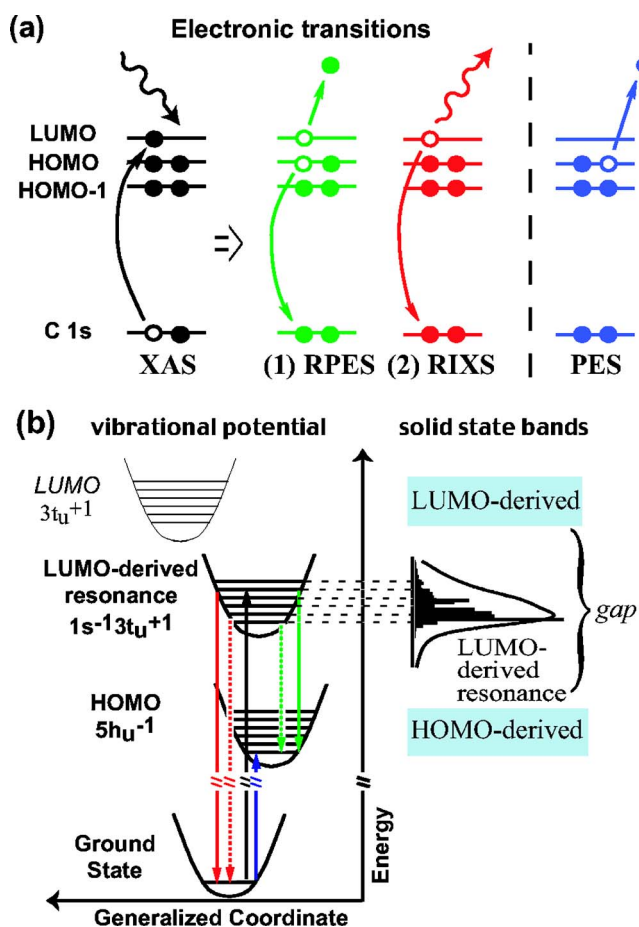 (a)
Electronic transitions
LUMO
HOMO
HOMO-1
C 1s
XAS
(1) RPES
(2) RIXS
PES
(b)
vibrational potential
solid state bands
LUMO
3tu+1
LUMO-derived
resonance
1s-13tu+1
HOMO
5hu-1
Ground
State
Generalized Coordinate
Energy
LUMO-derived
LUMO-
derived
resonance
gap
HOMO-derived